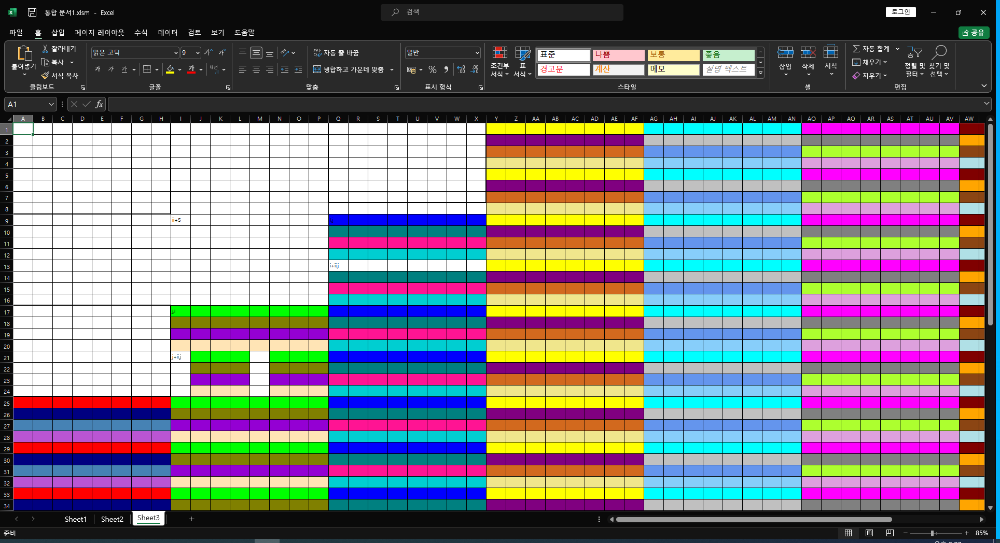 통합 문서1.xlsm - Excel
검색
로그인
파일 홈 삽입 페이지 레이아웃 수식 데이터 검토 보기 도움말
공유
붙여넣기 잘라내기 복사 서식 복사
클립보드
맑은 고딕 9 가 가
가 가 가 가 내천
글꼴
가나다 자동 줄 바꿈
병합하고 가운데 맞춤
맞춤
일반
표시 형식
조건부 서식 표 서식
표준 나쁨 보통 좋음
경고문 계산 메모 설명 텍스트
스타일
삽입 삭제 서식
셀
자동 합계
채우기
지우기
정렬 및 필터 찾기 및 선택
편집
A1
fx
A B C D E F G H I J K L M N O P Q R S T U V W X Y Z AA AB AC AD AE AF AG AH AI AJ AK AL AM AN AO AP AQ AR AS AT AU AV AW
1
2
3
4
5
6
7
8
9 ii+5
10
11
12
13 i+ii,j
14
15
16
17 j,i
18
19
20
21 j+ii,j
22
23
24
25
26
27
28
29
30
31
32
33
34
Sheet1 Sheet2 Sheet3
준비
85%